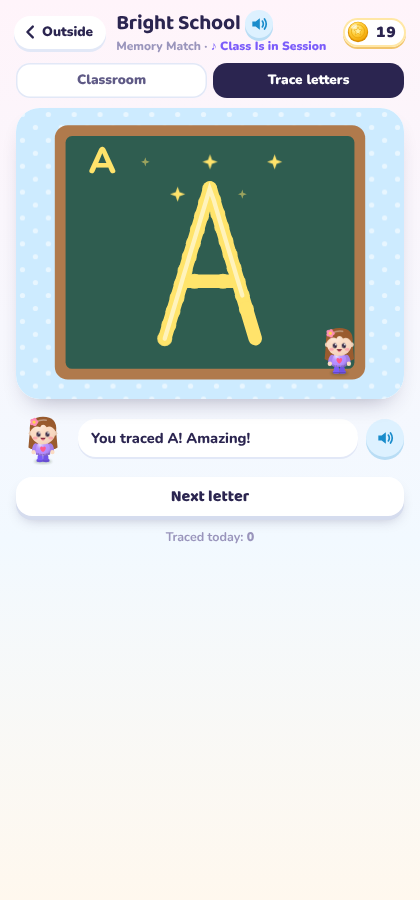 Outside
Bright School
Memory Match · ♪ Class Is in Session
19
Classroom
Trace letters
A
A
You traced A! Amazing!
Next letter
Traced today: 0